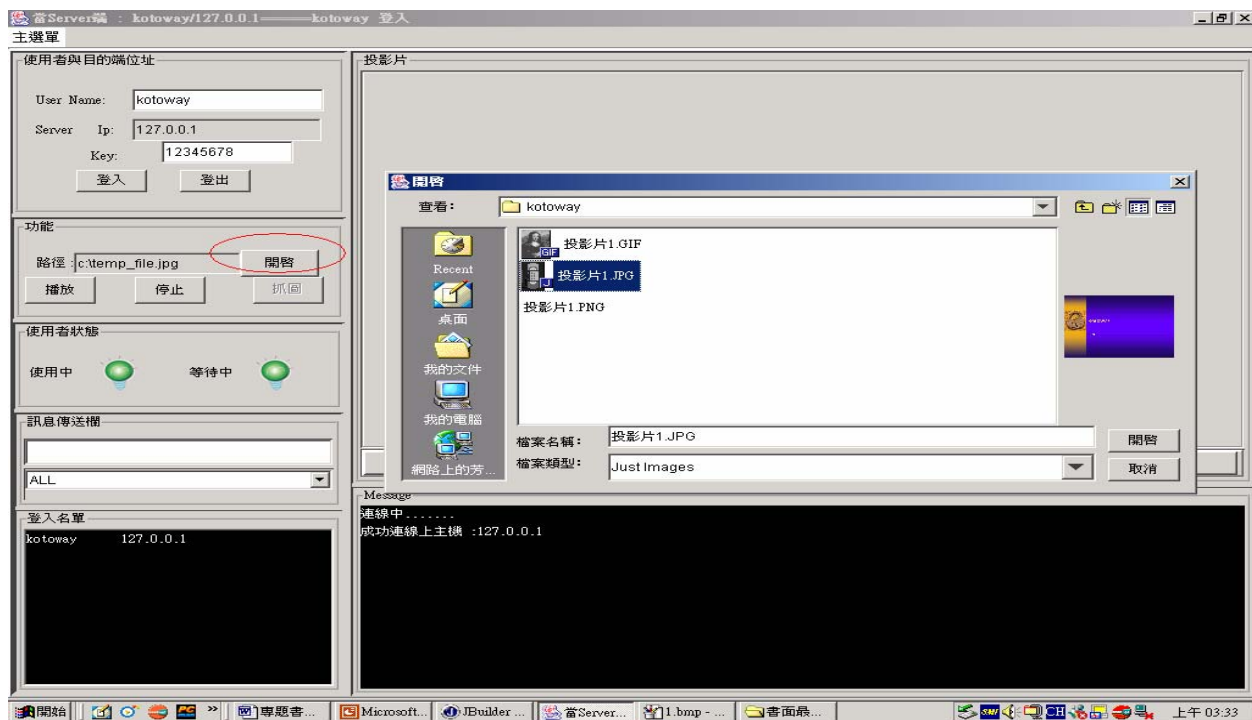 當Server端 : kotoway/127.0.0.1———kotoway 登入
主選單
使用者與目的端位址
User Name: kotoway
Server Ip: 127.0.0.1
Key: 12345678
登入 登出
功能
路徑 : c:\temp_file.jpg 開啓
播放 停止 抓圖
使用者狀態
使用中 等待中
訊息傳送欄
ALL
登入名單
kotoway 127.0.0.1
投影片
開啓
查看: kotoway
Recent
桌面
我的文件
我的電腦
網路上的芳...
GIF 投影片1.GIF
J 投影片1.JPG
投影片1.PNG
檔案名稱: 投影片1.JPG 開啓
檔案類型: Just Images 取消
Message
連線中.......
成功連線上主機 :127.0.0.1
開始 » 專題書... Microsoft... JBuilder ... 當Server... 1.bmp - ... 書面最... CH 上午 03:33